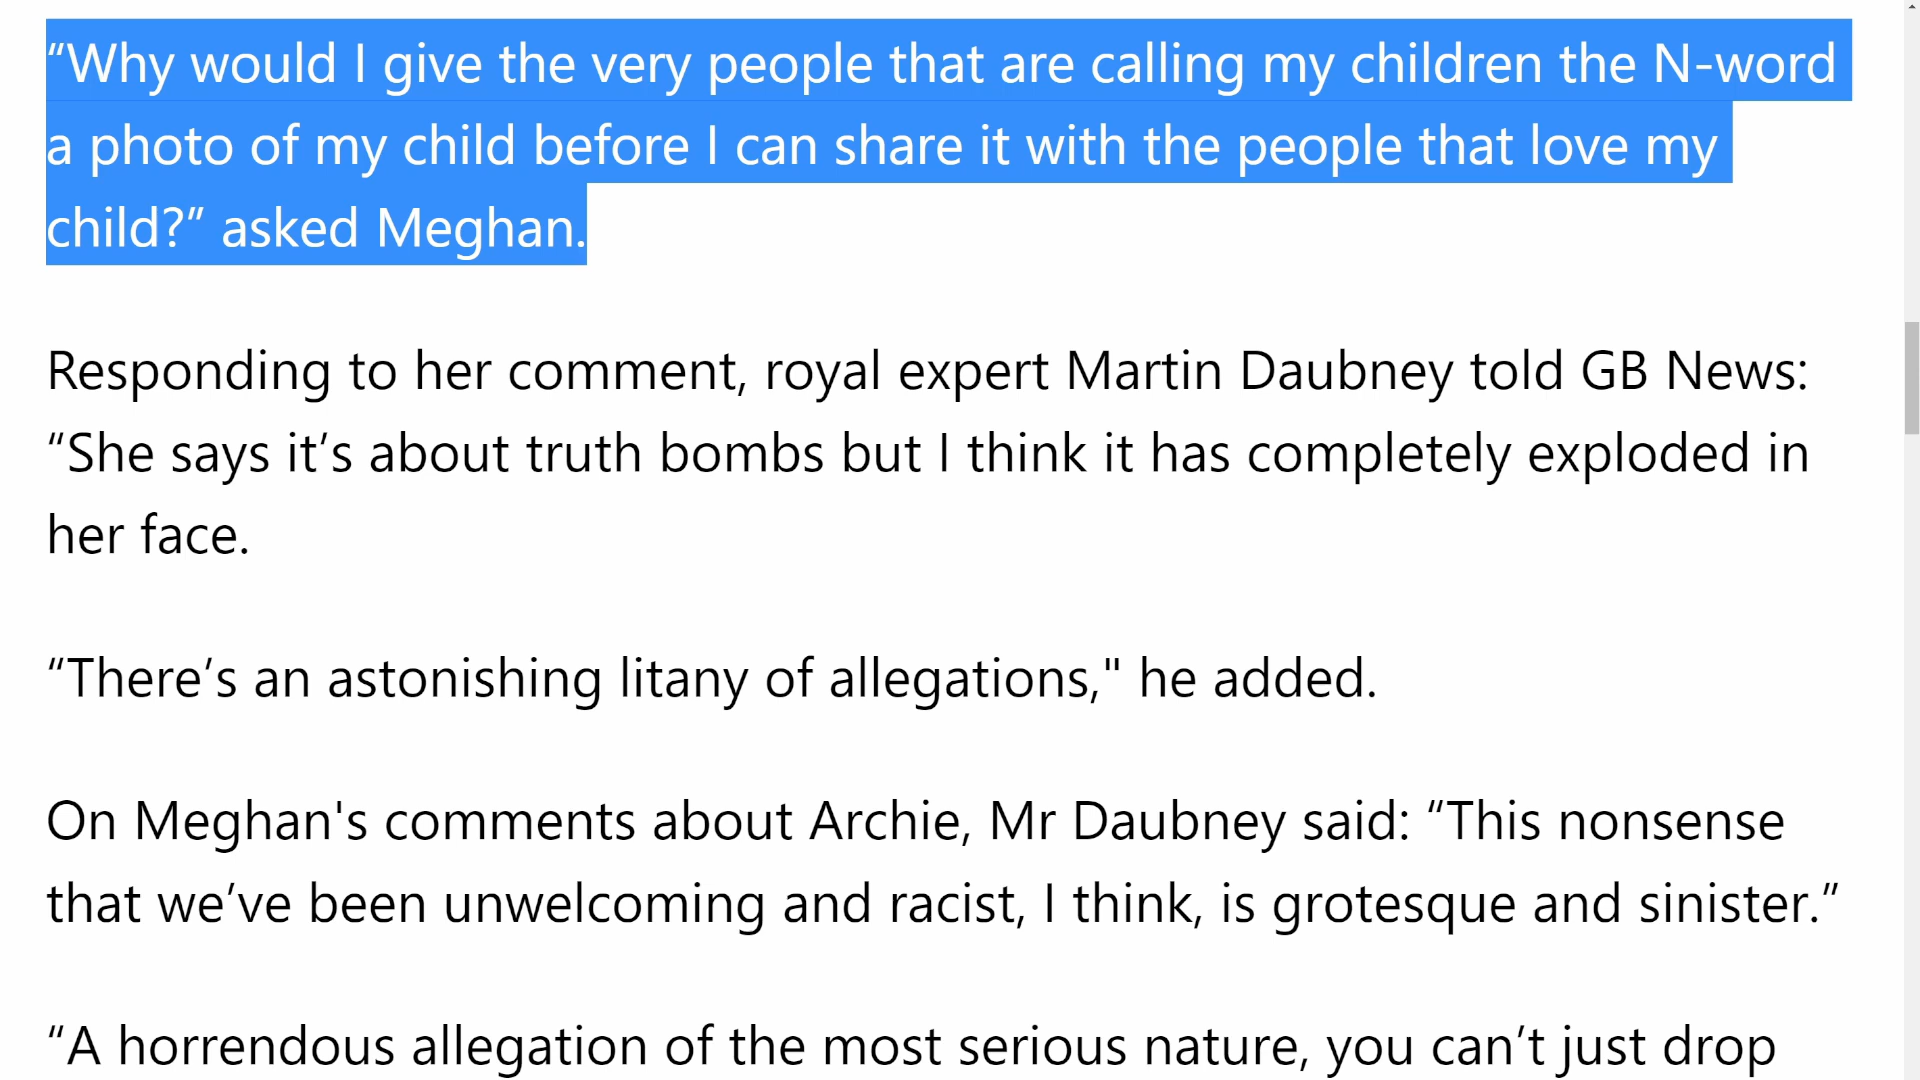 “Why would I give the very people that are calling my children the N-word
a photo of my child before I can share it with the people that love my
child?” asked Meghan.
Responding to her comment, royal expert Martin Daubney told GB News:
“She says it’s about truth bombs but I think it has completely exploded in
her face.
“There’s an astonishing litany of allegations," he added.
On Meghan's comments about Archie, Mr Daubney said: “This nonsense
that we’ve been unwelcoming and racist, I think, is grotesque and sinister.”
“A horrendous allegation of the most serious nature, you can’t just drop